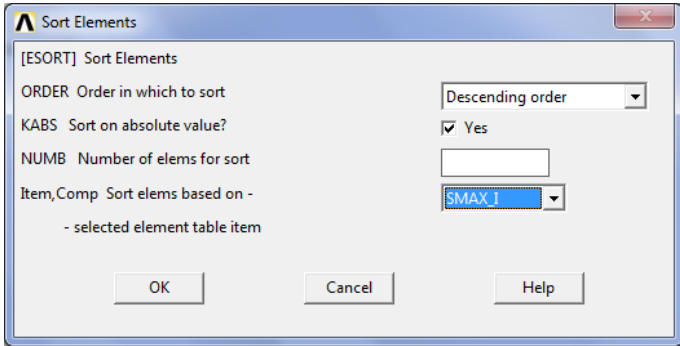 Sort Elements
[ESORT] Sort Elements
ORDER Order in which to sort
Descending order
KABS Sort on absolute value?
Yes
NUMB Number of elems for sort
Item,Comp Sort elems based on -
SMAX_I
- selected element table item
OK
Cancel
Help